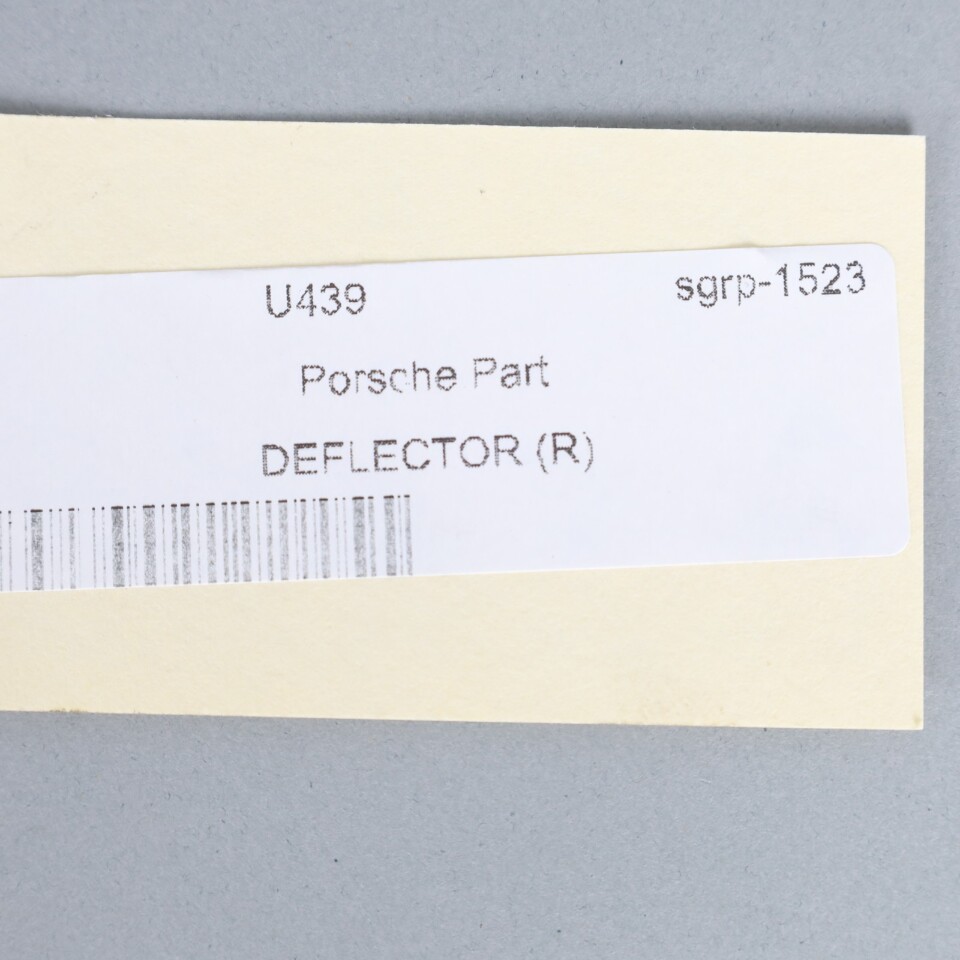 U439 sgrp-1523
Porsche Part
DEFLECTOR (R)